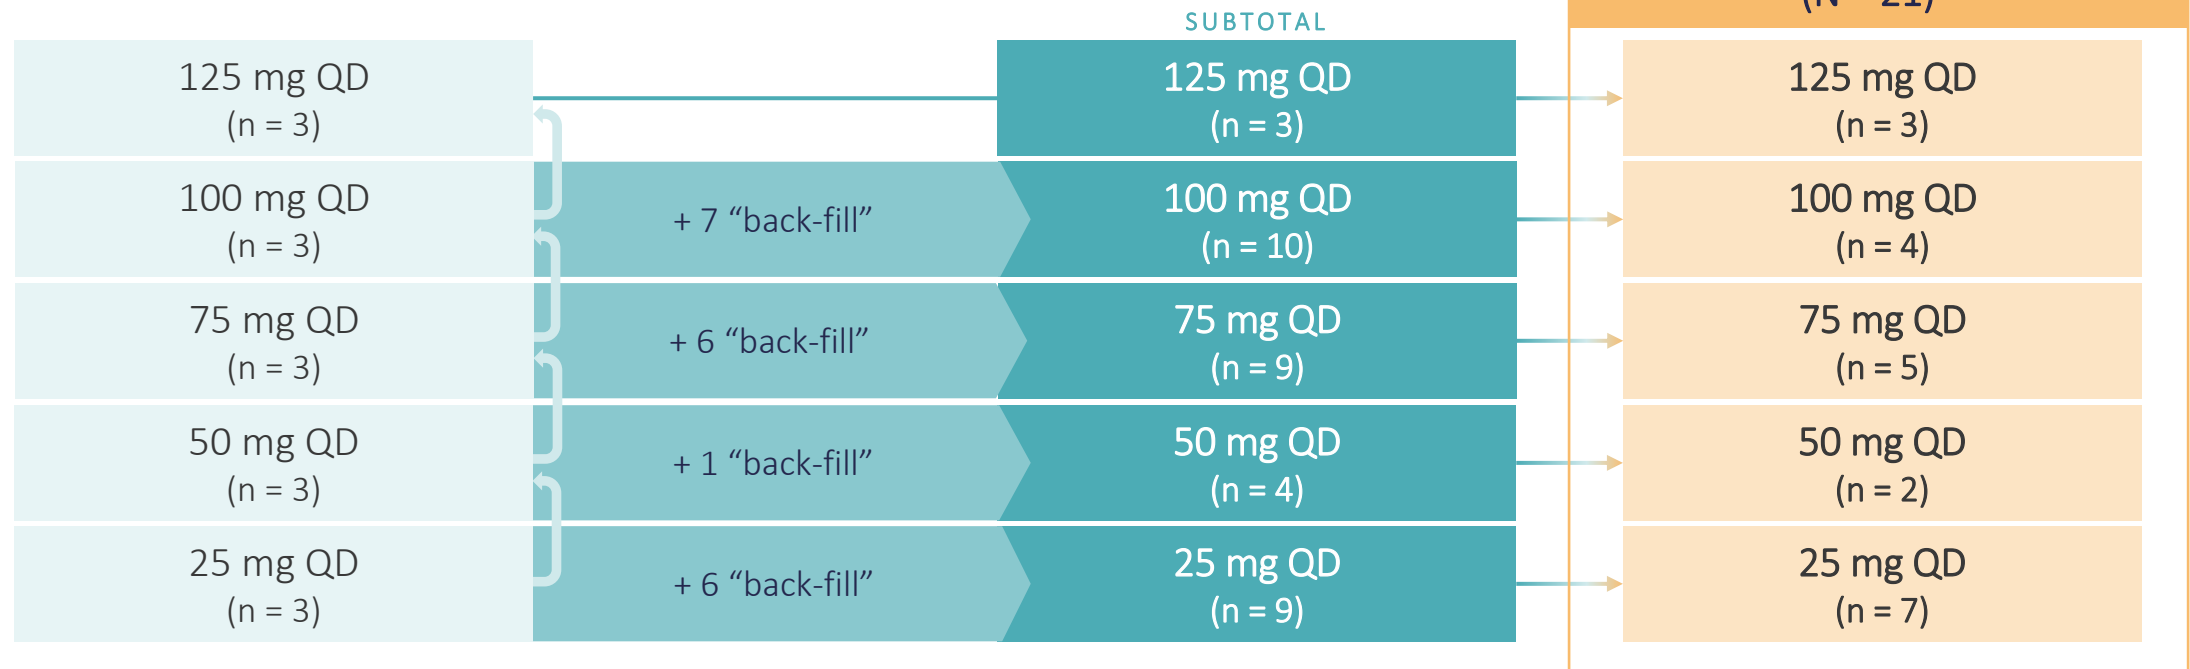 (N = 21)
SUBTOTAL
125 mg QD
(n = 3)
125 mg QD
(n = 3)
125 mg QD
(n = 3)
100 mg QD
(n = 3)
+ 7 “back-fill”
100 mg QD
(n = 10)
100 mg QD
(n = 4)
75 mg QD
(n = 3)
+ 6 “back-fill”
75 mg QD
(n = 9)
75 mg QD
(n = 5)
50 mg QD
(n = 3)
+ 1 “back-fill”
50 mg QD
(n = 4)
50 mg QD
(n = 2)
25 mg QD
(n = 3)
+ 6 “back-fill”
25 mg QD
(n = 9)
25 mg QD
(n = 7)